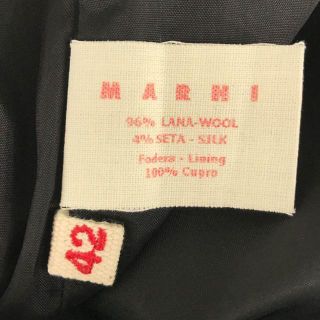 MARNI
96% LANA-WOOL
4% SETA - SILK
Fodera - Lining
100% Cupro
42